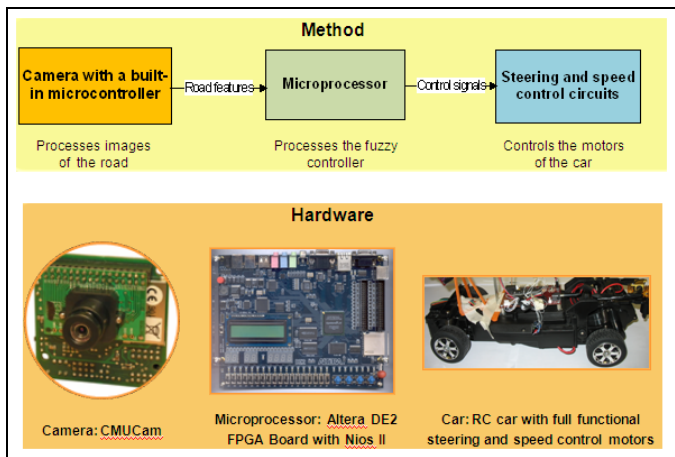 Method
Camera with a built-
in microcontroller
Road features
Microprocessor
Control signals
Steering and speed
control circuits
Processes images
of the road
Processes the fuzzy
controller
Controls the motors
of the car
Hardware
Camera: CMUCam
Microprocessor: Altera DE2
FPGA Board with Nios II
Car: RC car with full functional
steering and speed control motors